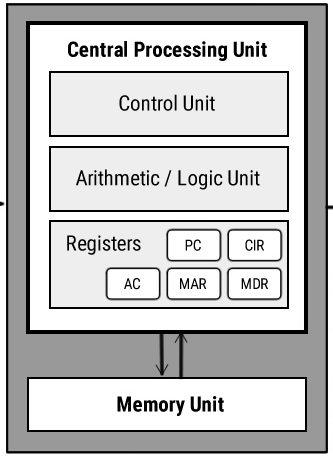 Central Processing Unit
Control Unit
Arithmetic / Logic Unit
Registers PC CIR
AC MAR MDR
Memory Unit